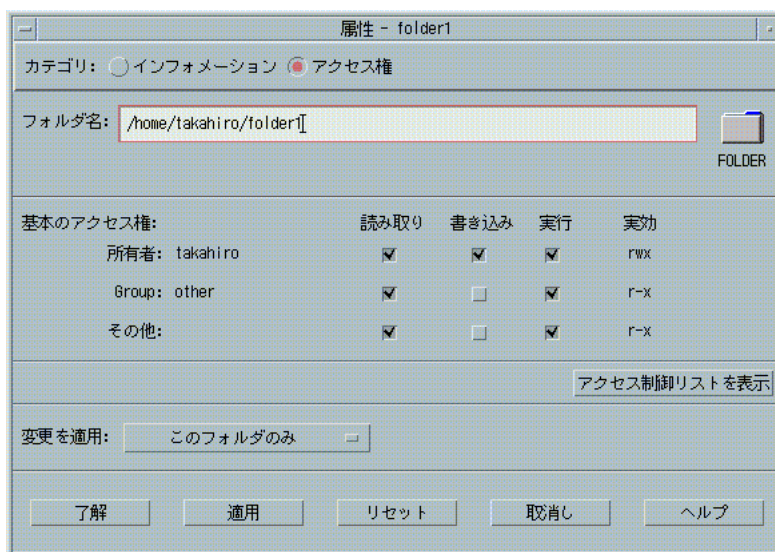 属性 - folder1
カテゴリ: インフォメーション アクセス権
フォルダ名: /home/takahiro/folder1
FOLDER
基本のアクセス権: 読み取り 書き込み 実行 実効
所有者: takahiro rwx
Group: other r-x
その他: r-x
アクセス制御リストを表示
変更を適用: このフォルダのみ
了解 適用 リセット 取消し ヘルプ